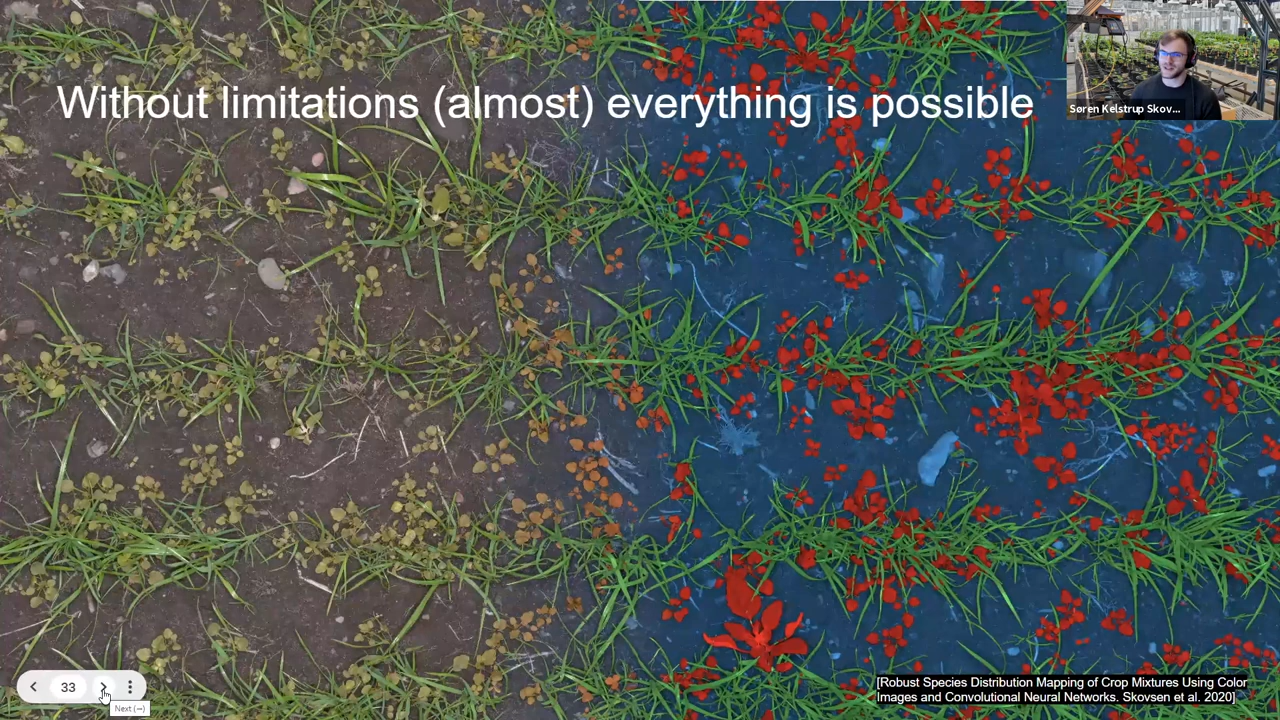 Without limitations (almost) everything is possible
Søren Kelstrup Skov...
33
Next (→)
[Robust Species Distribution Mapping of Crop Mixtures Using Color
Images and Convolutional Neural Networks. Skovsen et al. 2020]